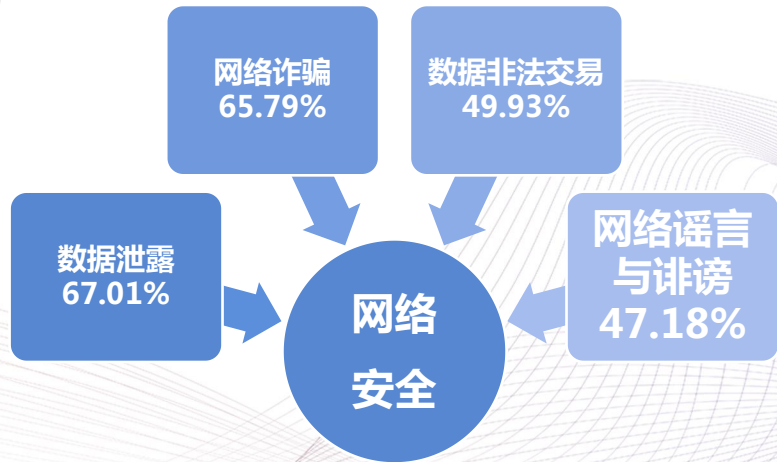 网络诈骗
65.79%
数据非法交易
49.93%
数据泄露
67.01%
网络谣言
与诽谤
47.18%
网络
安全